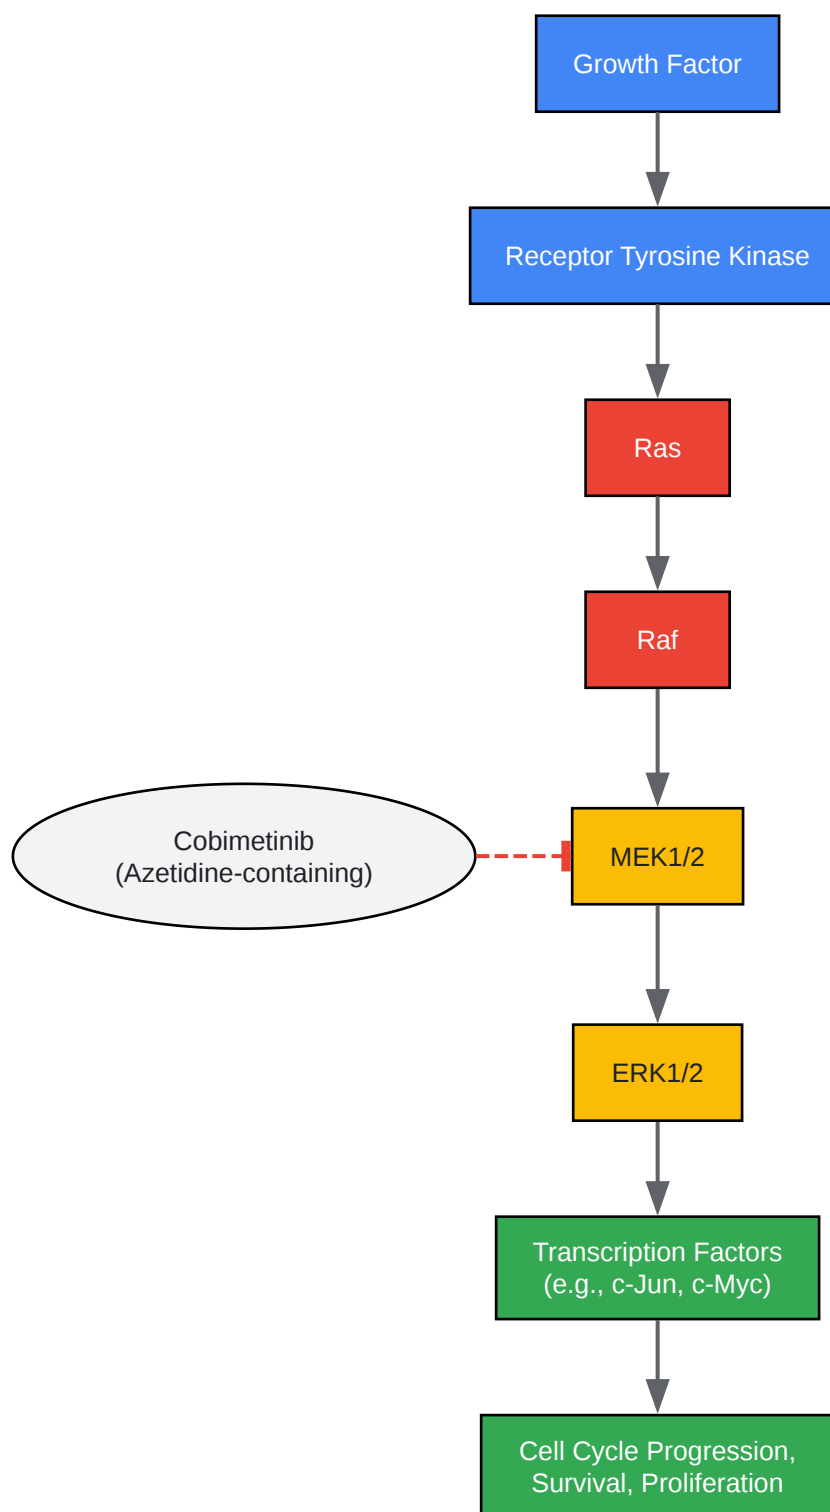 Growth Factor
Receptor Tyrosine Kinase
Ras
Raf
Cobimetinib
(Azetidine-containing)
MEK1/2
ERK1/2
Transcription Factors
(e.g., c-Jun, c-Myc)
Cell Cycle Progression,
Survival, Proliferation